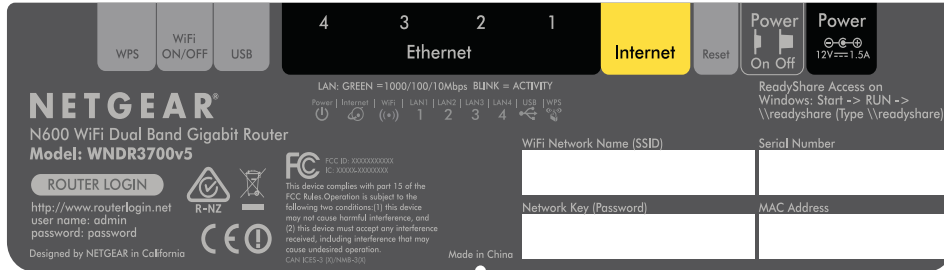 4 3 2 1
Ethernet
WPS
WiFi
ON/OFF
USB
Internet
Reset
Power
On Off
Power
12V 1.5A
LAN: GREEN =1000/100/10Mbps BLINK = ACTIVITY
Power | Internet | WiFi | LAN1 | LAN2 | LAN3 | LAN4 | USB | WPS
1 2 3 4
ReadyShare Access on
Windows: Start -> RUN ->
\\readyshare (Type \\readyshare)
NETGEAR®
N600 WiFi Dual Band Gigabit Router
Model: WNDR3700v5
ROUTER LOGIN
http://www.routerlogin.net
user name: admin
password: password
Designed by NETGEAR in California
R-NZ
CE
FC
FCC ID: XXXXXXXXXXX
IC: XXXXX-XXXXXXXX
This device complies with part 15 of the
FCC Rules.Operation is subject to the
following two conditions:(1) this device
may not cause harmful interference, and
(2) this device must accept any interference
received, including interference that may
cause undesired operation.
CAN ICES-3 (X)/NMB-3(X)
Made in China
WiFi Network Name (SSID)
Serial Number
Network Key (Password)
MAC Address